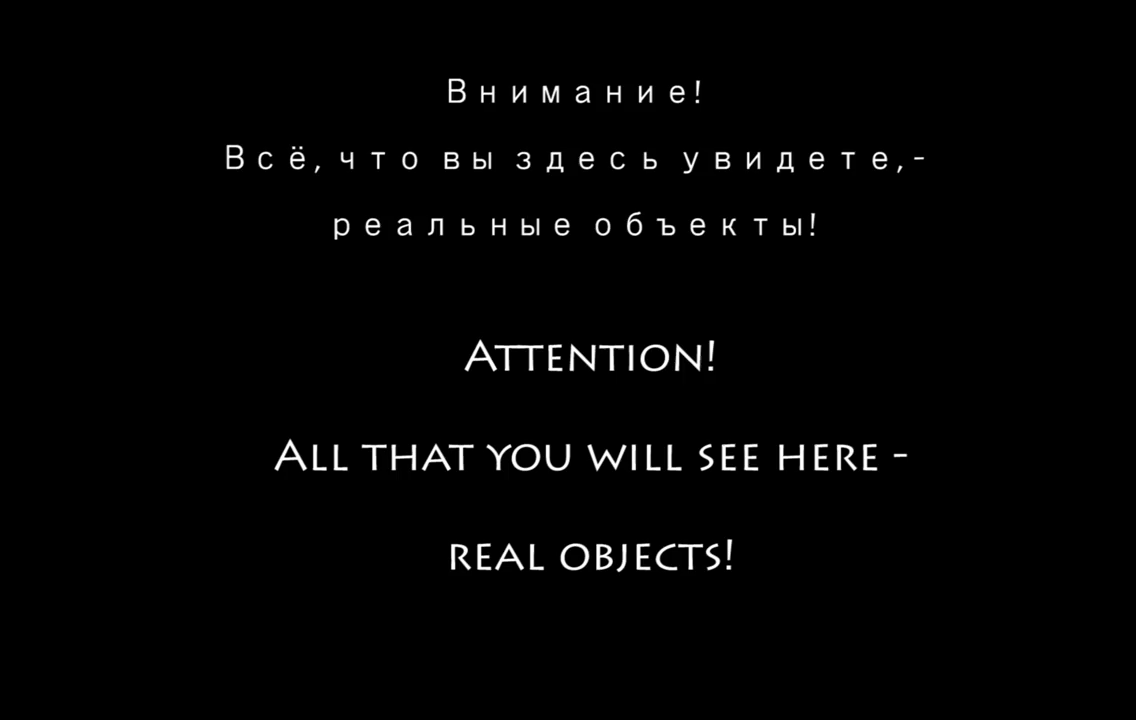 Внимание!
Всё, что вы здесь увидете,-
реальные объекты!
Attention!
All that you will see here -
real objects!